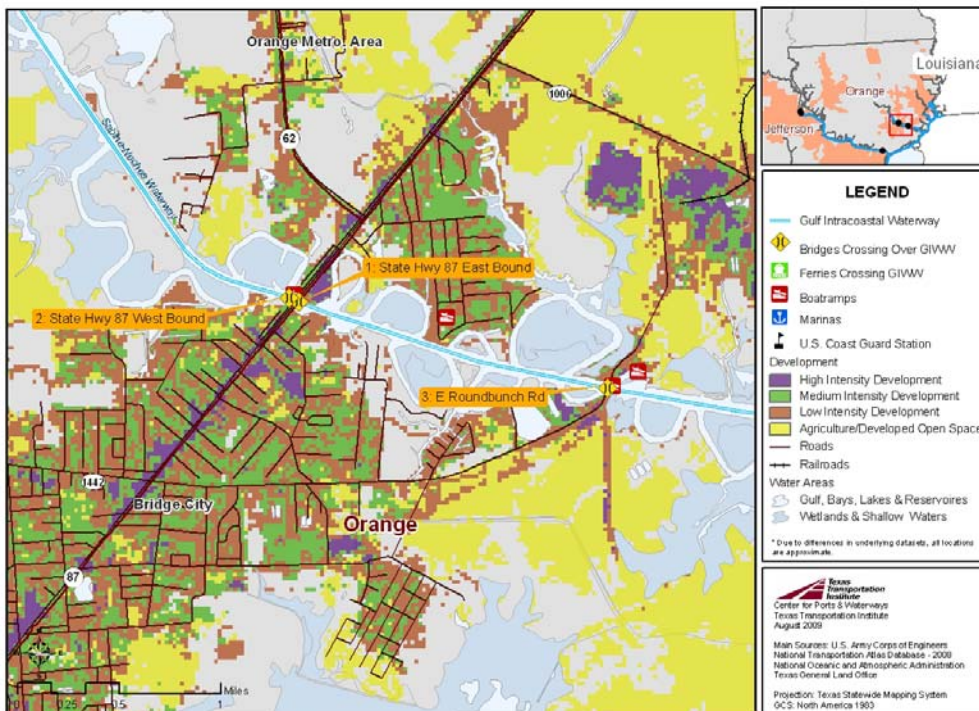 Orange Metro. Area
1006
62
Sabine-Neches Waterway
1: State Hwy 87 East Bound
2: State Hwy 87 West Bound
3: E Roundbunch Rd
1442
Bridge City
Orange
87
0.25
0.5
1
Miles
Louisiana
Orange
Jefferson
LEGEND
Gulf Intracoastal Waterway
Bridges Crossing Over GIWW
Ferries Crossing GIWW
Boatramps
Marinas
U.S. Coast Guard Station
Development
High Intensity Development
Medium Intensity Development
Low Intensity Development
Agriculture/Developed Open Space
Roads
Railroads
Water Areas
Gulf, Bays, Lakes & Reservoires
Wetlands & Shallow Waters
* Due to differences in underlying datasets, all locations
are approximate.
Texas
Transportation
Institute
Center for Ports & Waterways
Texas Transportation Institute
August 2009
Main Sources: U.S. Army Corps of Engineers
National Transportation Atlas Database - 2008
National Oceanic and Atmospheric Administration
Texas General Land Office
Projection: Texas Statewide Mapping System
GCS: North America 1983